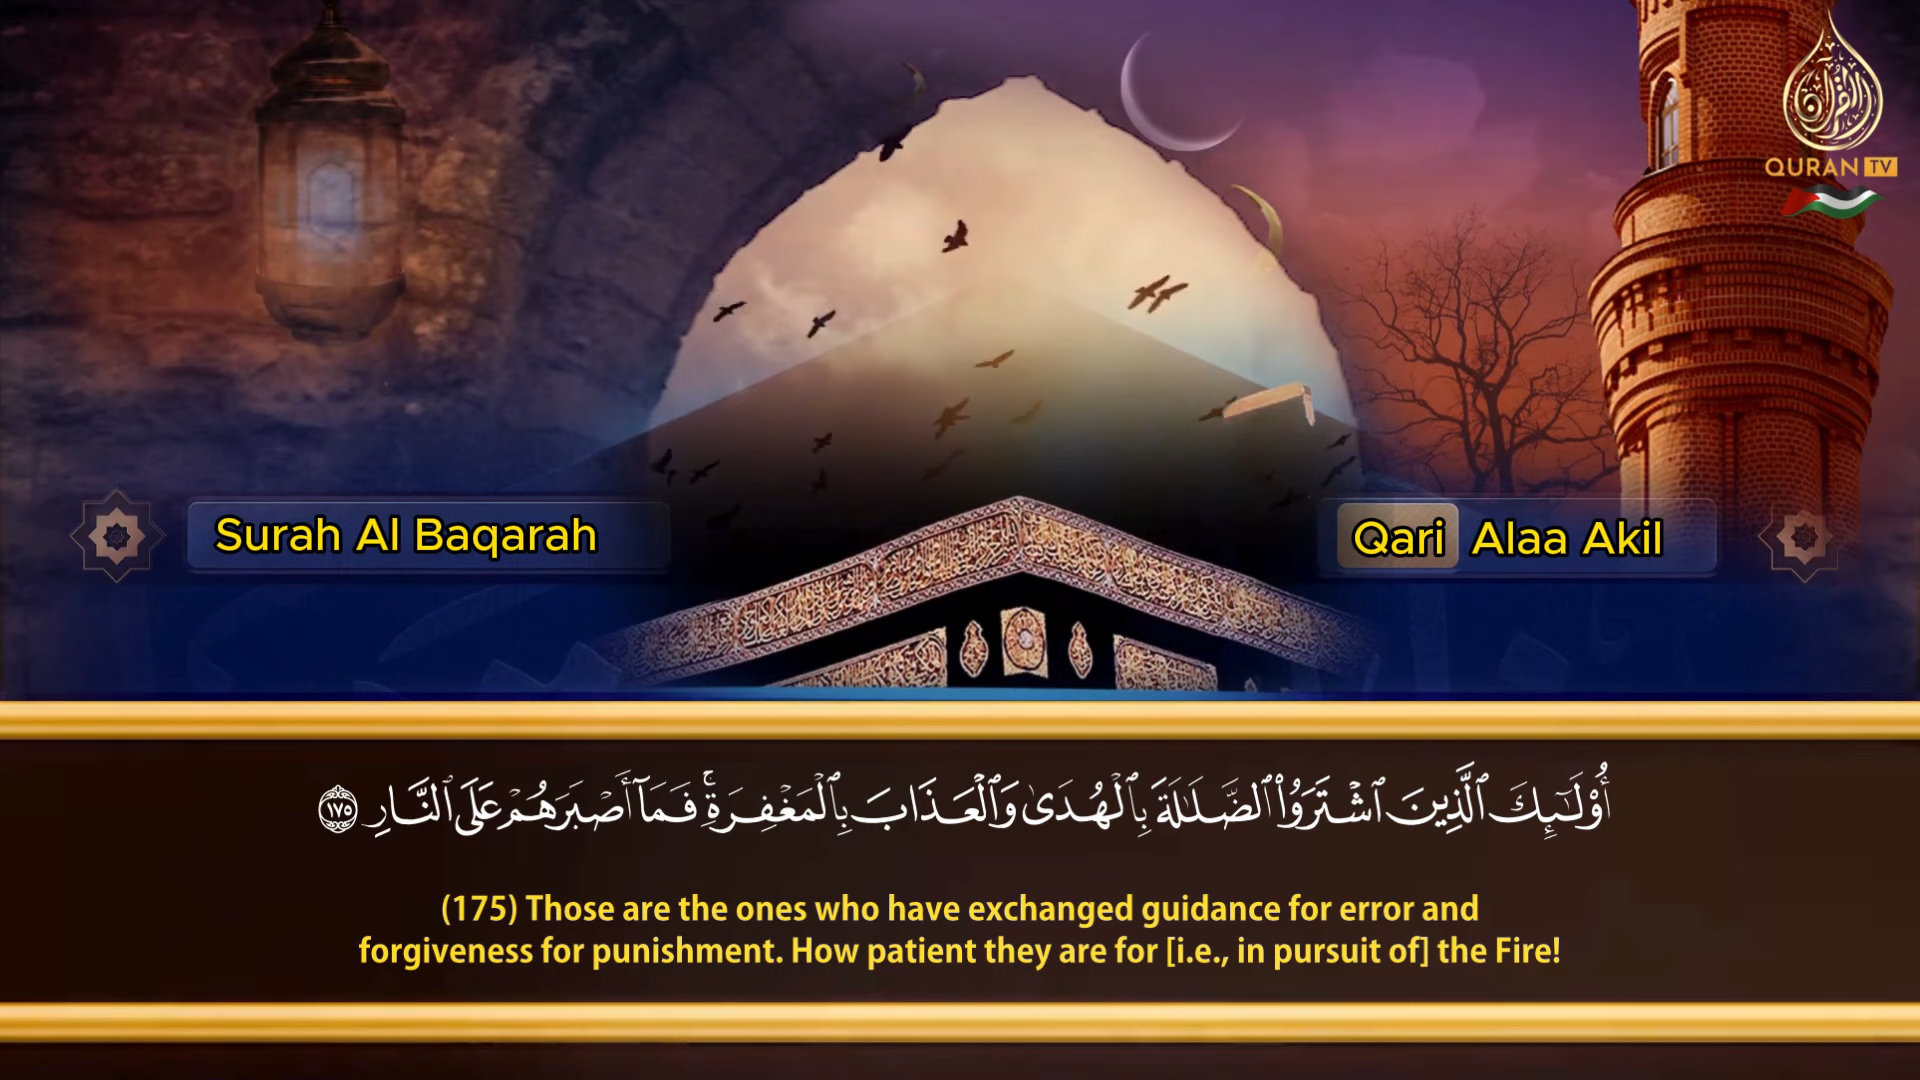 القرآن
QURAN TV
Surah Al Baqarah
Qari Alaa Akil
أُو۟لَـٰٓئِكَ ٱلَّذِينَ ٱشْتَرَوُا۟ ٱلضَّلَـٰلَةَ بِٱلْهُدَىٰ وَٱلْعَذَابَ بِٱلْمَغْفِرَةِ ۚ فَمَآ أَصْبَرَهُمْ عَلَى ٱلنَّارِ ١٧٥
(175) Those are the ones who have exchanged guidance for error and
forgiveness for punishment. How patient they are for [i.e., in pursuit of] the Fire!